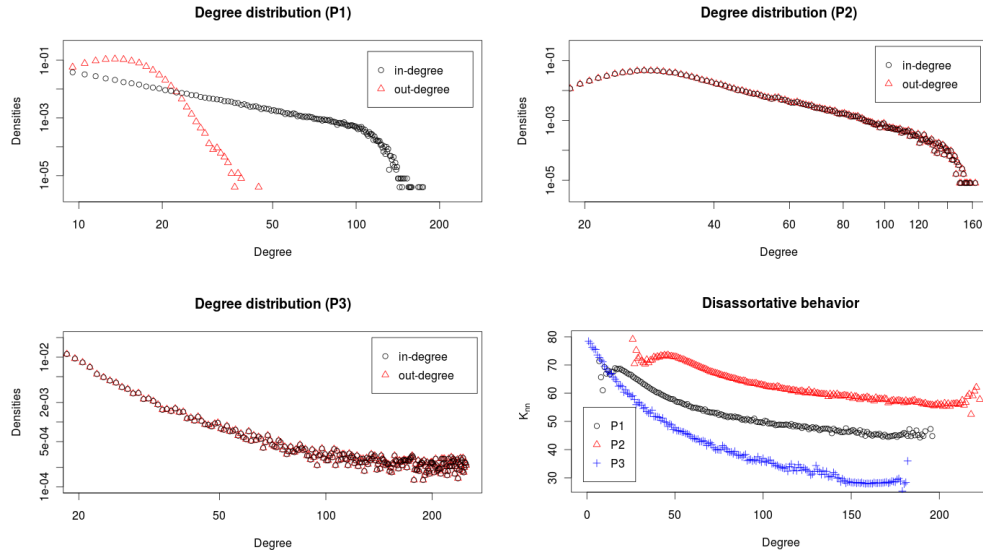 Degree distribution (P1)
Densities
1e-01
1e-03
1e-05
in-degree
out-degree
10
20
50
100
200
Degree
Degree distribution (P2)
Densities
1e-01
1e-03
1e-05
in-degree
out-degree
20
40
60
80
100
120
160
Degree
Degree distribution (P3)
Densities
1e-02
2e-03
5e-04
1e-04
in-degree
out-degree
20
50
100
200
Degree
Disassortative behavior
Knn
80
70
60
50
40
30
P1
P2
P3
0
50
100
150
200
Degree